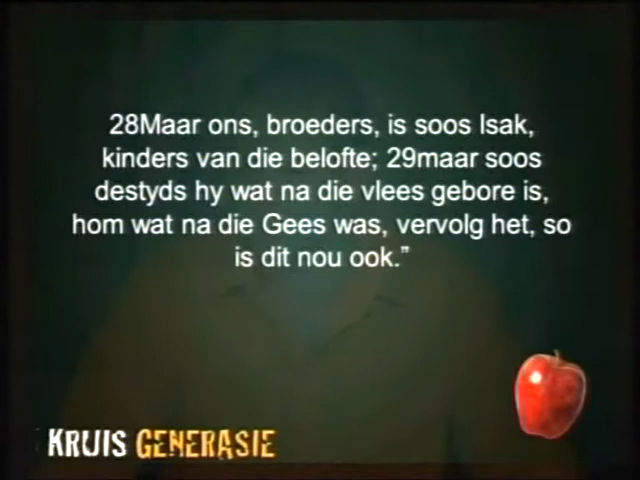 28Maar ons, broeders, is soos Isak,
kinders van die belofte; 29maar soos
destyds hy wat na die vlees gebore is,
hom wat na die Gees was, vervolg het, so
is dit nou ook.”
KRUIS GENERASIE